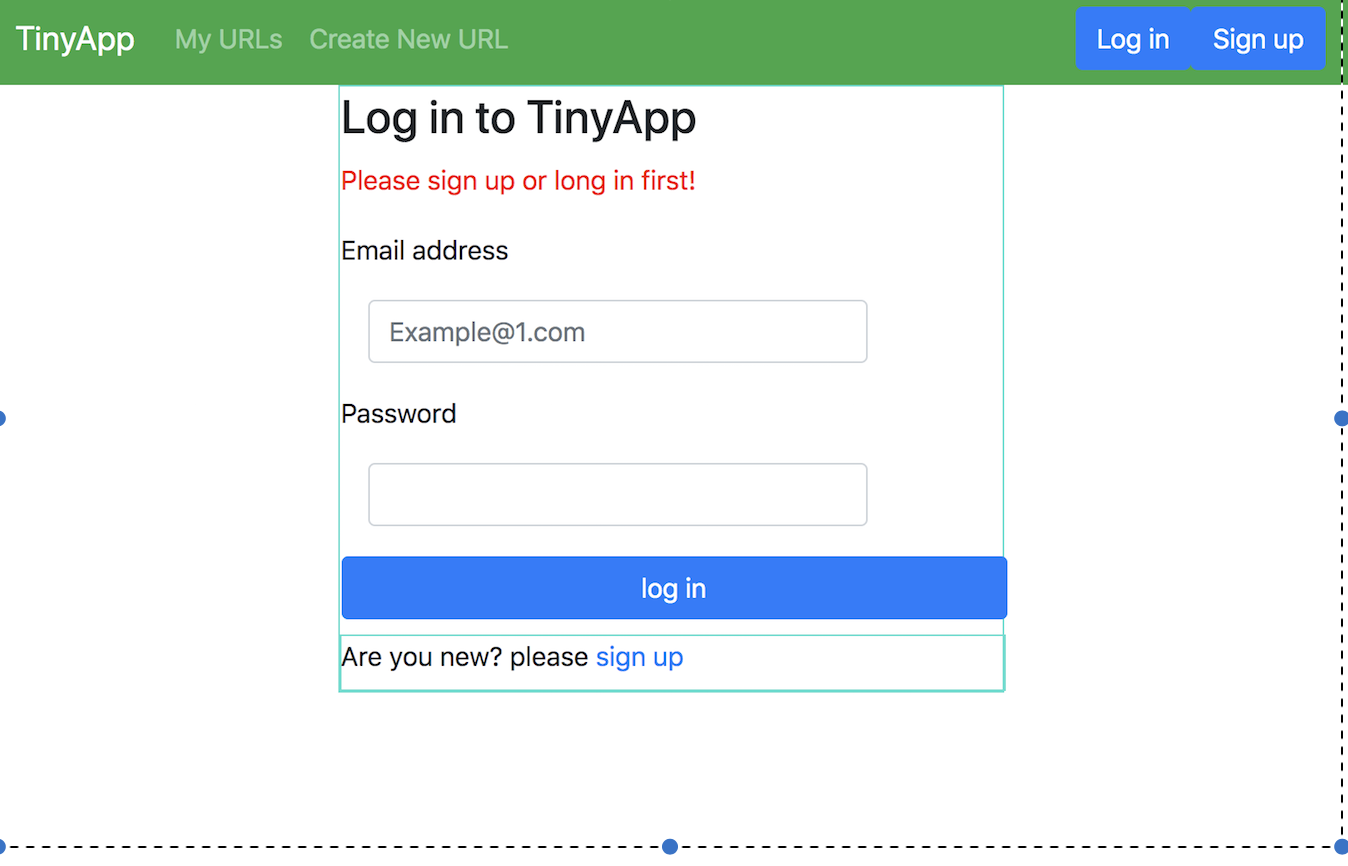 TinyApp My URLs Create New URL Log in Sign up
Log in to TinyApp
Please sign up or long in first!
Email address
Example@1.com
Password
log in
Are you new? please sign up